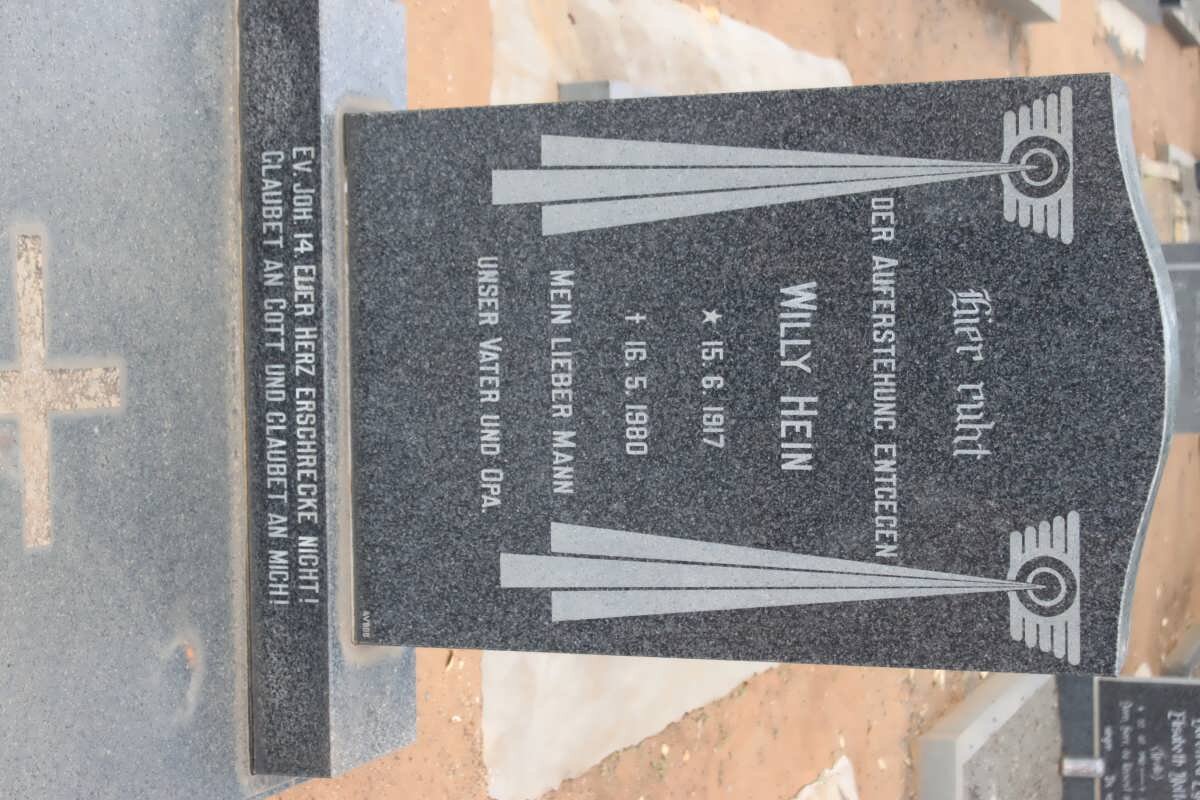 Hier ruht
DER AUFERSTEHUNG ENTGEGEN
WILLY HEIN
★ 15. 6. 1917
† 16. 5. 1980
MEIN LIEBER MANN
UNSER VATER UND OPA.
EV. JOH. 14. EUER HERZ ERSCHRECKE NICHT!
GLAUBET AN GOTT UND GLAUBET AN MICH!